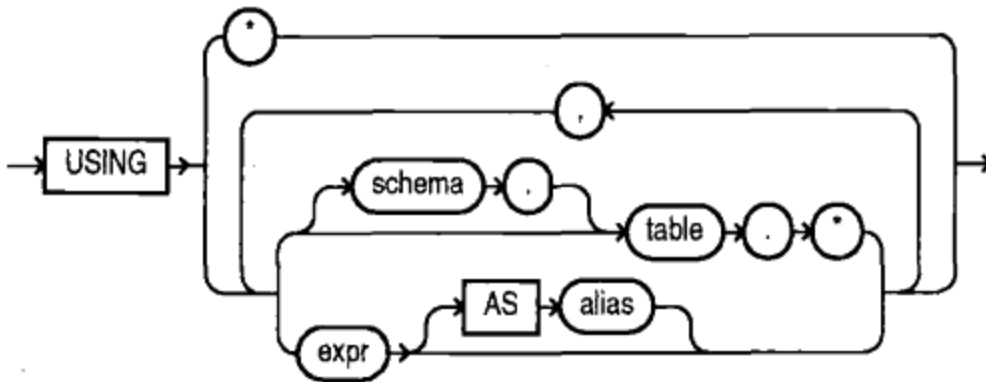 *
,
USING
schema .
table . *
AS alias
expr